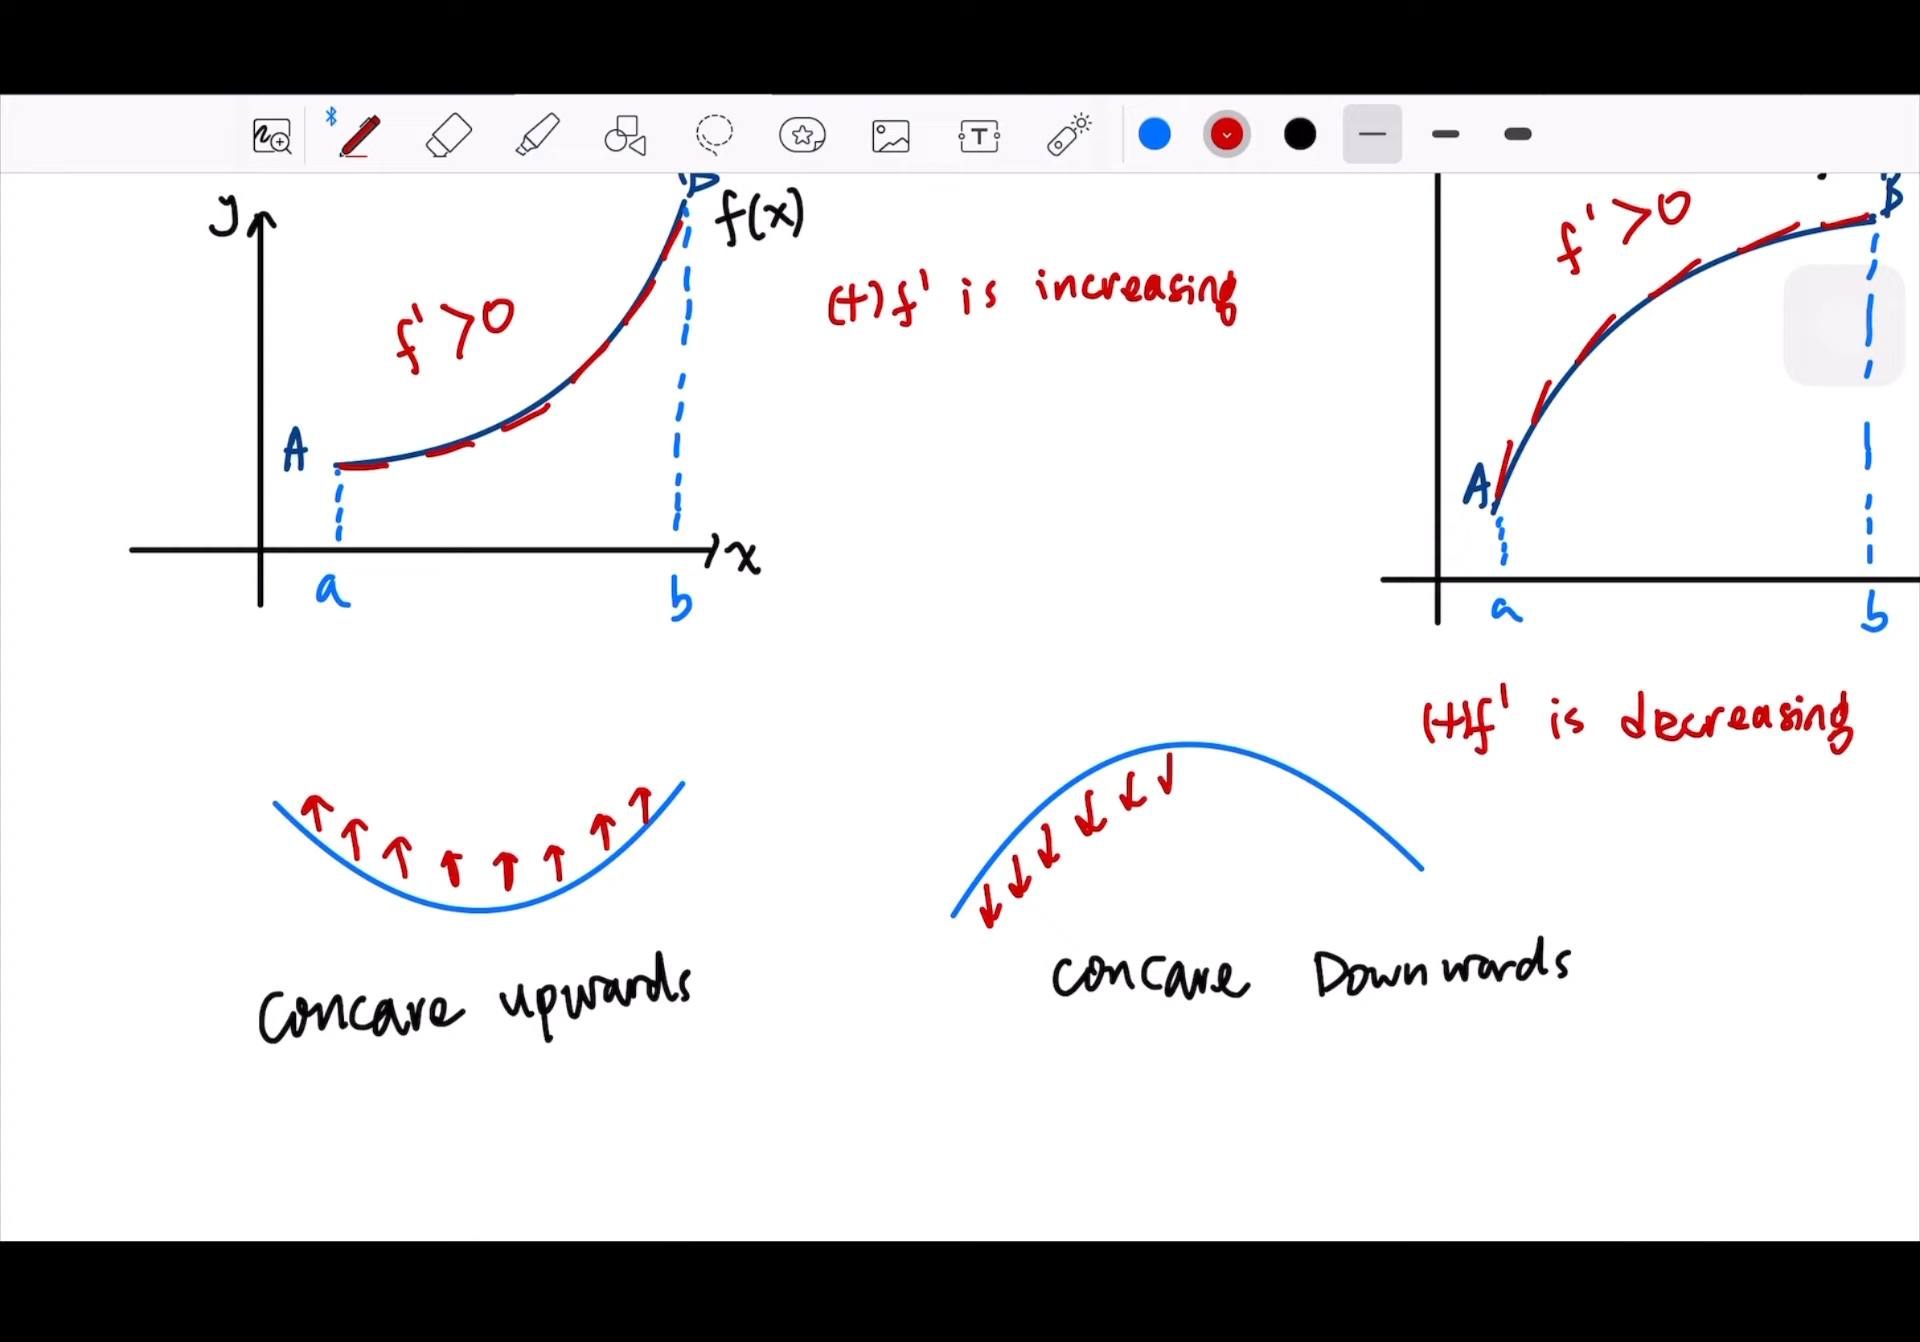 y
f(x)
f' > 0
(+) f' is increasing
A
x
a
b
f' > 0
B
A
a
b
(+) f' is decreasing
Concave upwards
Concave Downwards
T